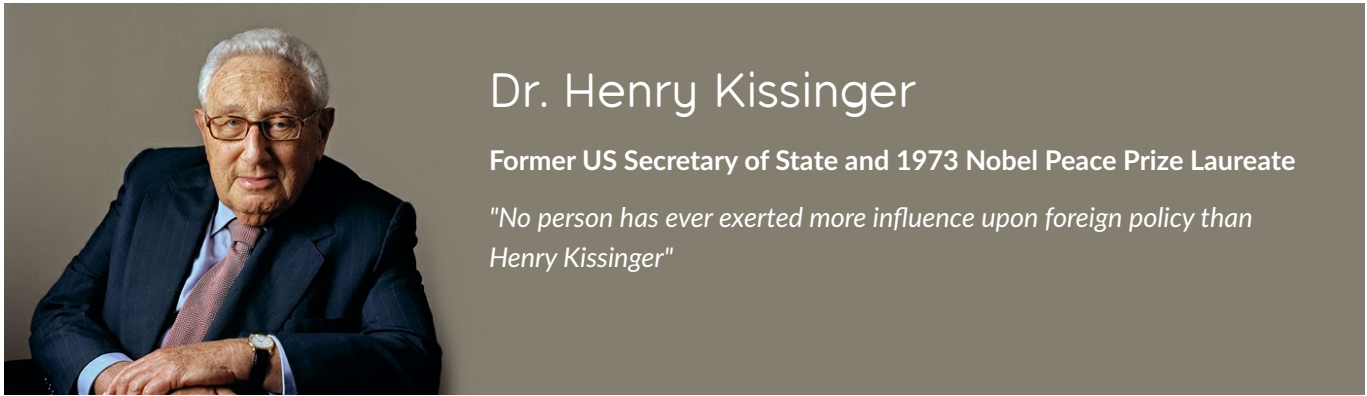 Dr. Henry Kissinger
Former US Secretary of State and 1973 Nobel Peace Prize Laureate
"No person has ever exerted more influence upon foreign policy than
Henry Kissinger"